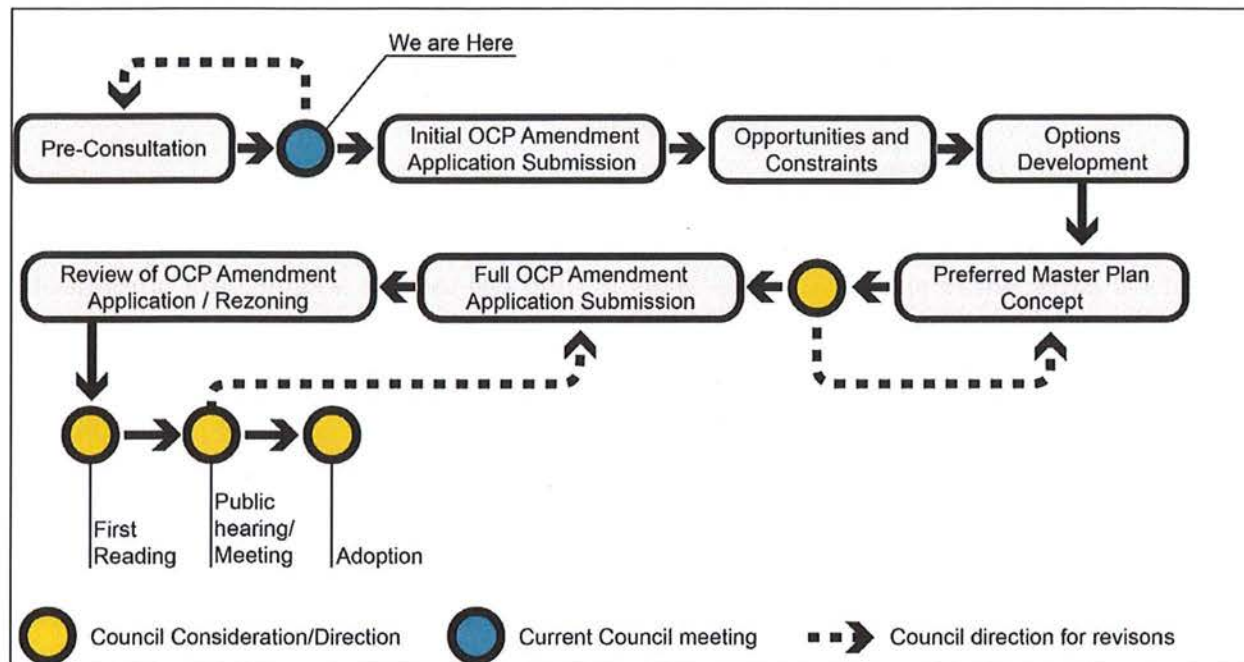 We are Here
Pre-Consultation
Initial OCP Amendment
Application Submission
Opportunities and
Constraints
Options
Development
Review of OCP Amendment
Application / Rezoning
Full OCP Amendment
Application Submission
Preferred Master Plan
Concept
First
Reading
Public
hearing/
Meeting
Adoption
Council Consideration/Direction
Current Council meeting
Council direction for revisons